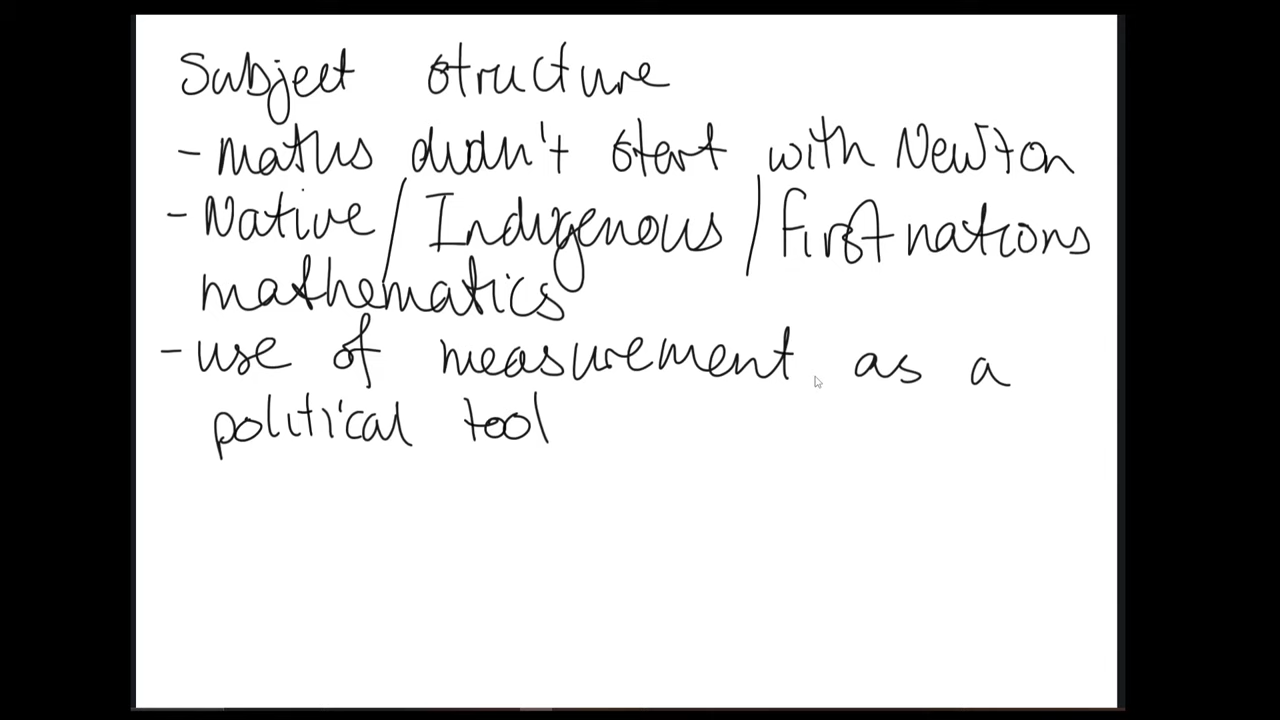 Subject structure
- maths didn't start with Newton
- Native/Indigenous/first nations
mathematics
- use of measurement as a
political tool